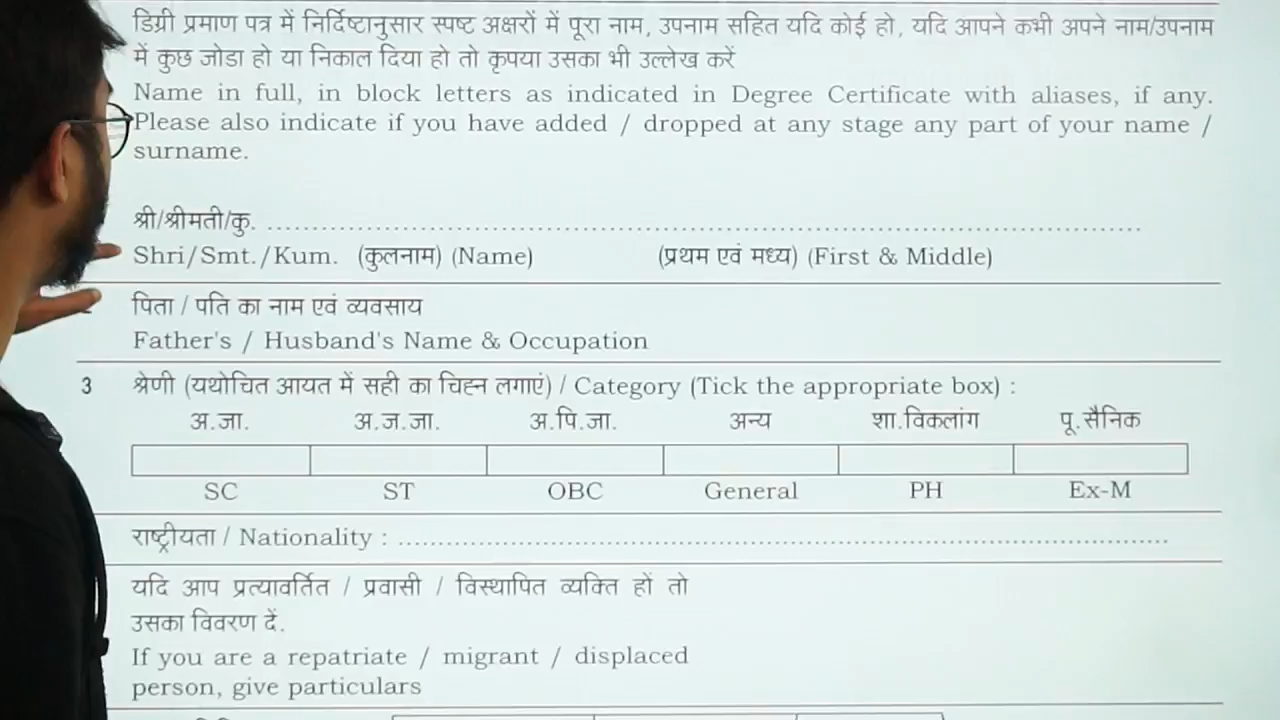 डिग्री प्रमाण पत्र में निर्दिष्टानुसार स्पष्ट अक्षरों में पूरा नाम, उपनाम सहित यदि कोई हो, यदि आपने कभी अपने नाम/उपनाम
में कुछ जोडा हो या निकाल दिया हो तो कृपया उसका भी उल्लेख करें
Name in full, in block letters as indicated in Degree Certificate with aliases, if any.
Please also indicate if you have added / dropped at any stage any part of your name /
surname.
श्री/श्रीमती/कु. ........................................................................................................
Shri/Smt./Kum. (कुलनाम) (Name) (प्रथम एवं मध्य) (First & Middle)
पिता / पति का नाम एवं व्यवसाय
Father's / Husband's Name & Occupation
3 श्रेणी (यथोचित आयत में सही का चिह्न लगाएं) / Category (Tick the appropriate box) :
अ.जा. अ.ज.जा. अ.पि.जा. अन्य शा.विकलांग पू.सैनिक
SC ST OBC General PH Ex-M
राष्ट्रीयता / Nationality : ........................................................................................................
यदि आप प्रत्यावर्तित / प्रवासी / विस्थापित व्यक्ति हों तो
उसका विवरण दें.
If you are a repatriate / migrant / displaced
person, give particulars